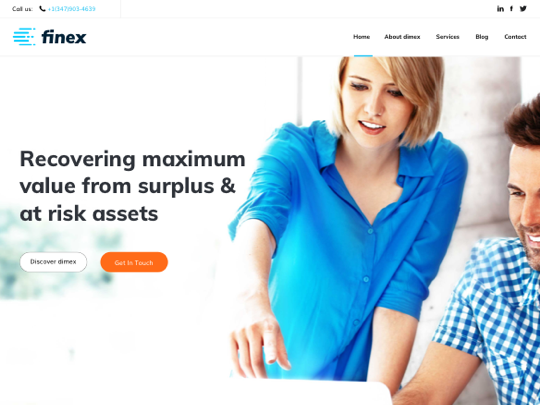 Call us: +1(347)903-4639
finex
Home About dimex Services Blog Contact
Recovering maximum
value from surplus &
at risk assets
Discover dimex Get In Touch